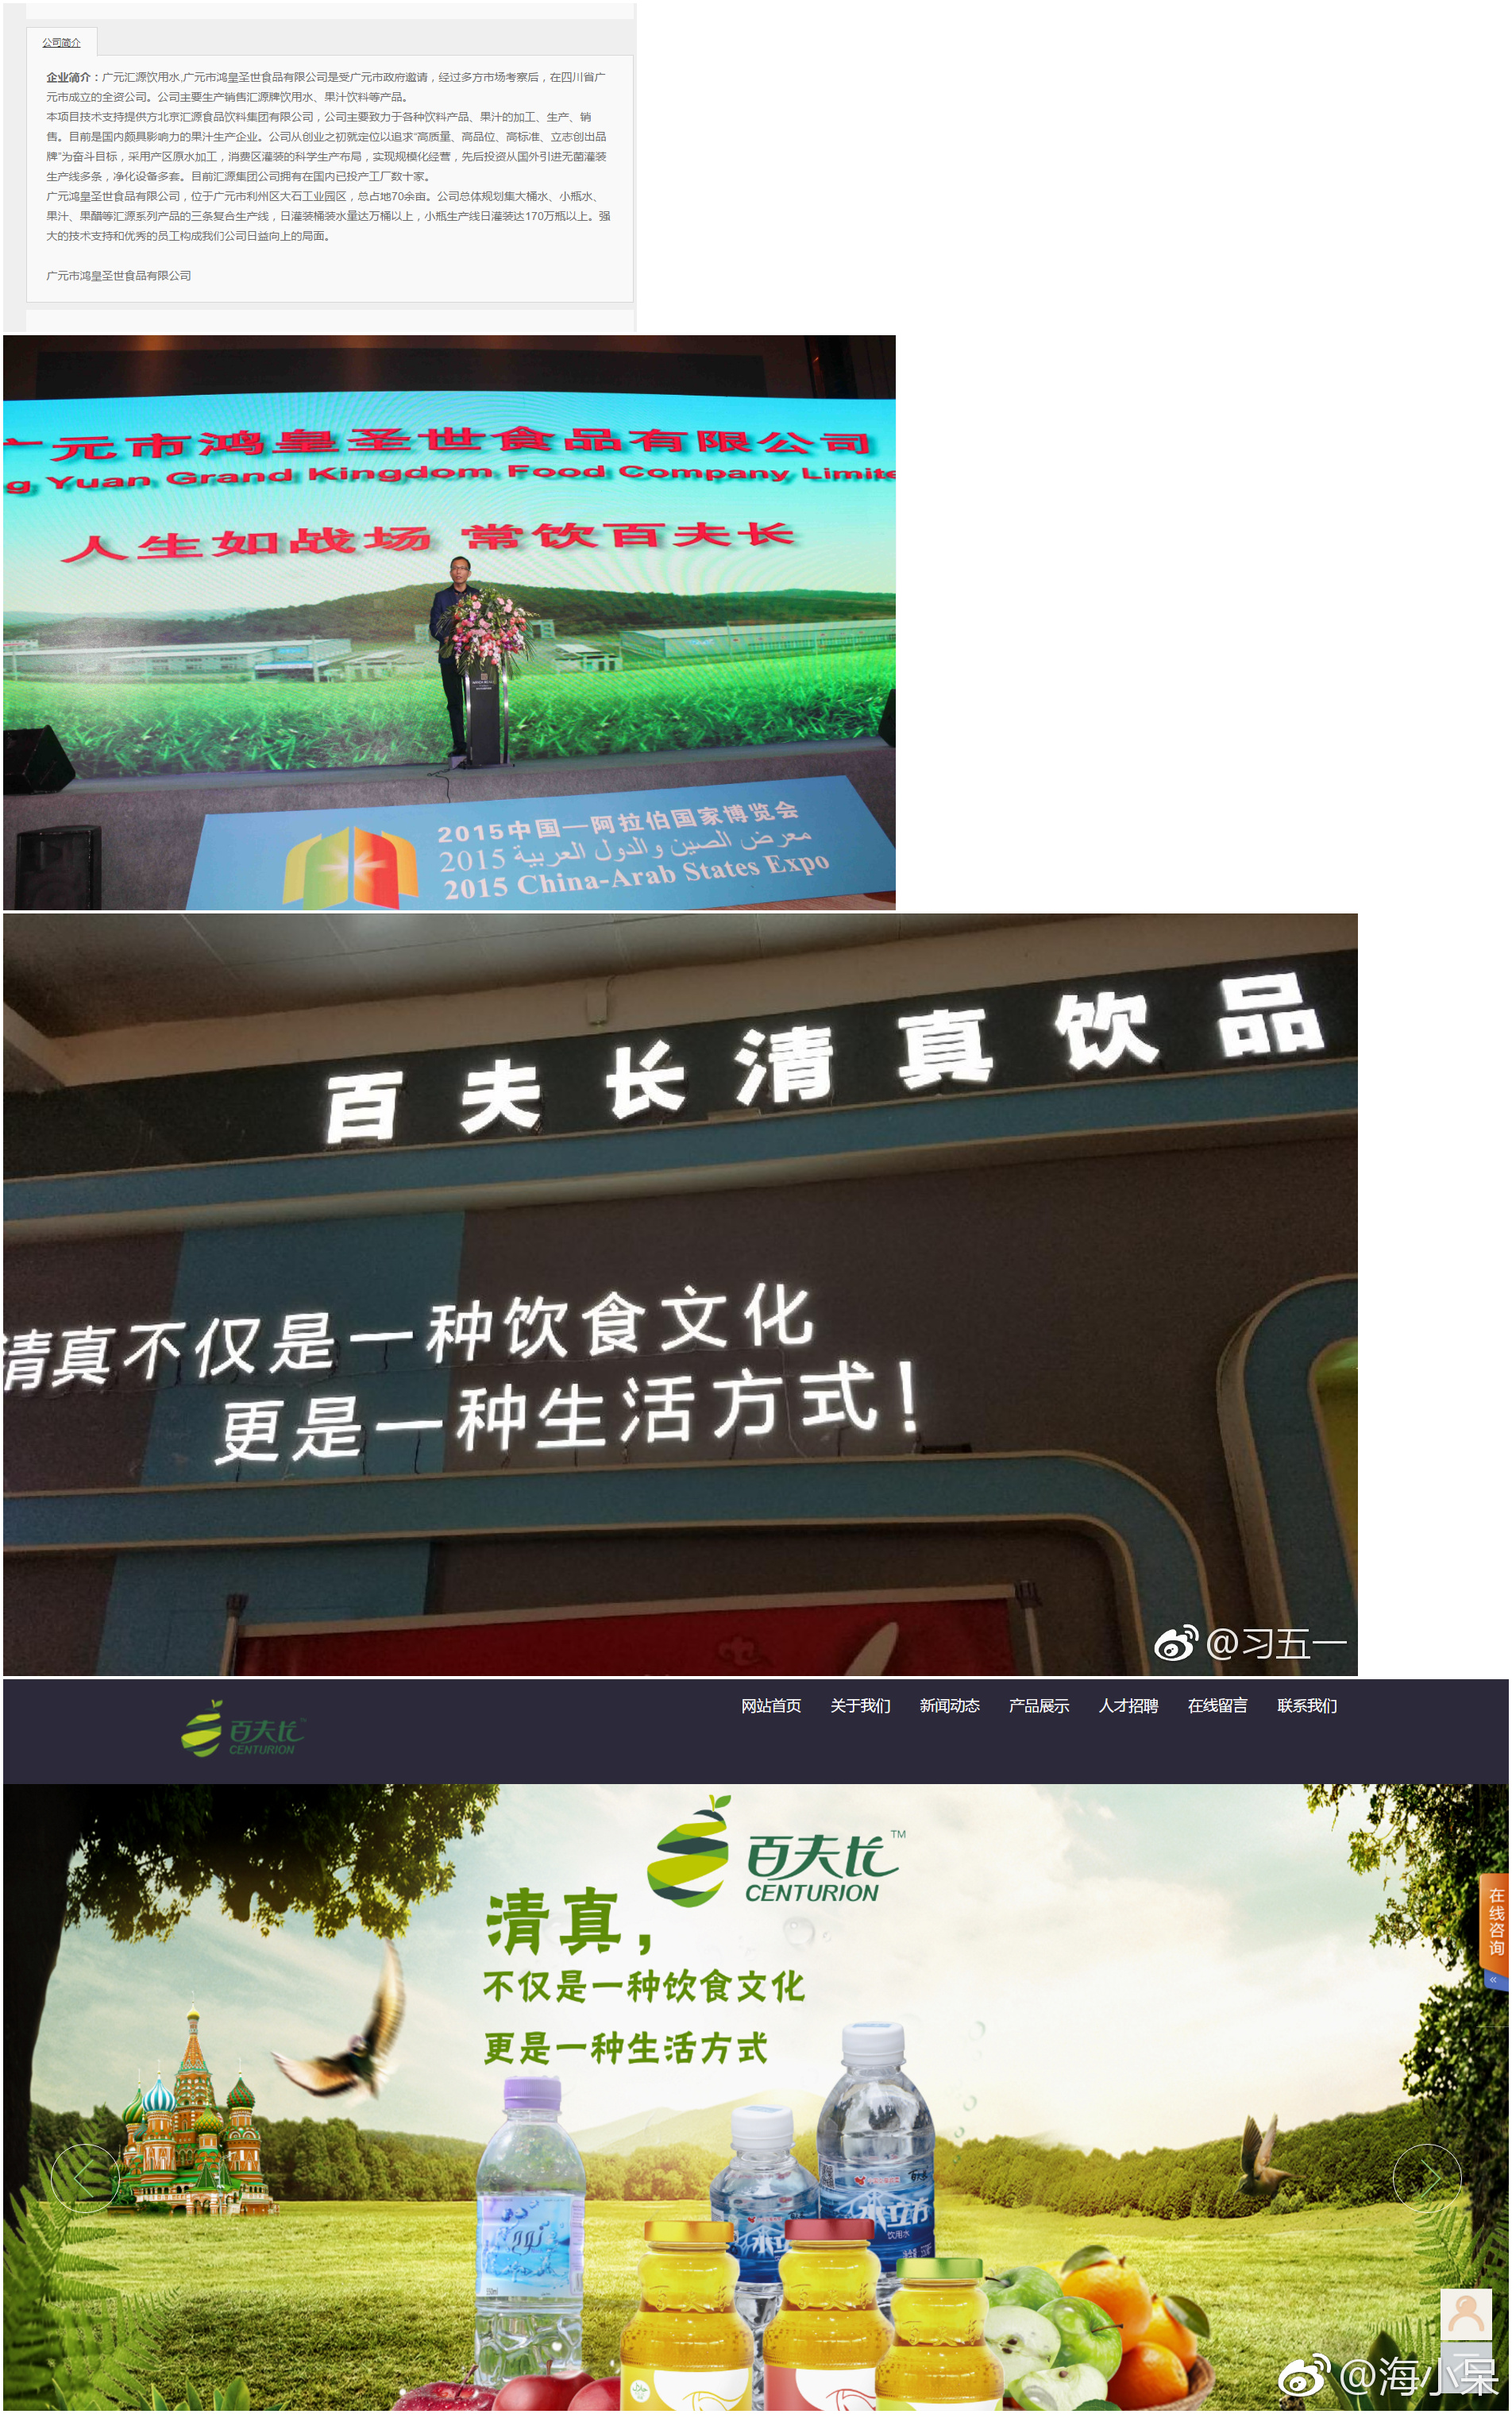 公司简介
企业简介：广元汇源饮用水,广元市鸿皇圣世食品有限公司是受广元市政府邀请，经过多方市场考察后，在四川省广
元市成立的全资公司。公司主要生产销售汇源牌饮用水、果汁饮料等产品。
本项目技术支持提供方北京汇源食品饮料集团有限公司，公司主要致力于各种饮料产品、果汁的加工、生产、销
售。目前是国内颇具影响力的果汁生产企业。公司从创业之初就定位以追求“高质量、高品位、高标准、立志创出品
牌”为奋斗目标，采用产区原水加工，消费区灌装的科学生产布局，实现规模化经营，先后投资从国外引进无菌灌装
生产线多条，净化设备多套。目前汇源集团公司拥有在国内已投产工厂数十家。
广元鸿皇圣世食品有限公司，位于广元市利州区大石工业园区，总占地70余亩。公司总体规划集大桶水、小瓶水、
果汁、果醋等汇源系列产品的三条复合生产线，日灌装桶装水量达万桶以上，小瓶生产线日灌装达170万瓶以上。强
大的技术支持和优秀的员工构成我们公司日益向上的局面。
广元市鸿皇圣世食品有限公司
广元市鸿皇圣世食品有限公司
g Yuan Grand Kingdom Food Company Limite
人生如战场 常饮百夫长
2015中国—阿拉伯国家博览会
2015 معرض الصين والدول العربية
2015 China-Arab States Expo
百夫长清真饮品
清真不仅是一种饮食文化
更是一种生活方式！
@习五一
百夫长
CENTURION
网站首页 关于我们 新闻动态 产品展示 人才招聘 在线留言 联系我们
百夫长 TM
CENTURION
清真，
不仅是一种饮食文化
更是一种生活方式
在线咨询
«
百夫长
水立方
饮用水
@海小呆